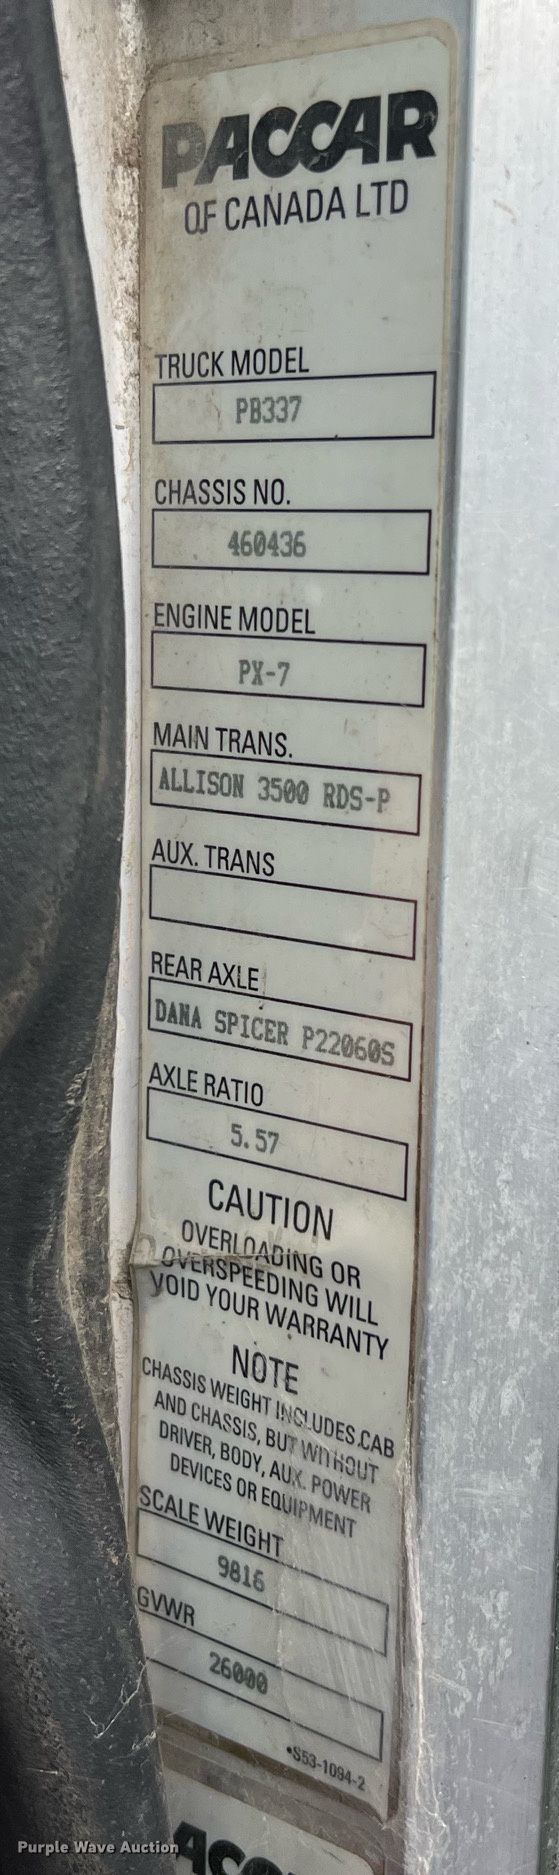 PACCAR
OF CANADA LTD
TRUCK MODEL
PB337
CHASSIS NO.
460436
ENGINE MODEL
PX-7
MAIN TRANS.
ALLISON 3500 RDS-P
AUX. TRANS
REAR AXLE
DANA SPICER P22060S
AXLE RATIO
5.57
CAUTION
OVERLOADING OR
OVERSPEEDING WILL
VOID YOUR WARRANTY
NOTE
CHASSIS WEIGHT INCLUDES CAB
AND CHASSIS, BUT WITHOUT
DRIVER, BODY, AUX. POWER
DEVICES OR EQUIPMENT
SCALE WEIGHT
9816
GVWR
26000
•S53-1094-2
Purple Wave Auction